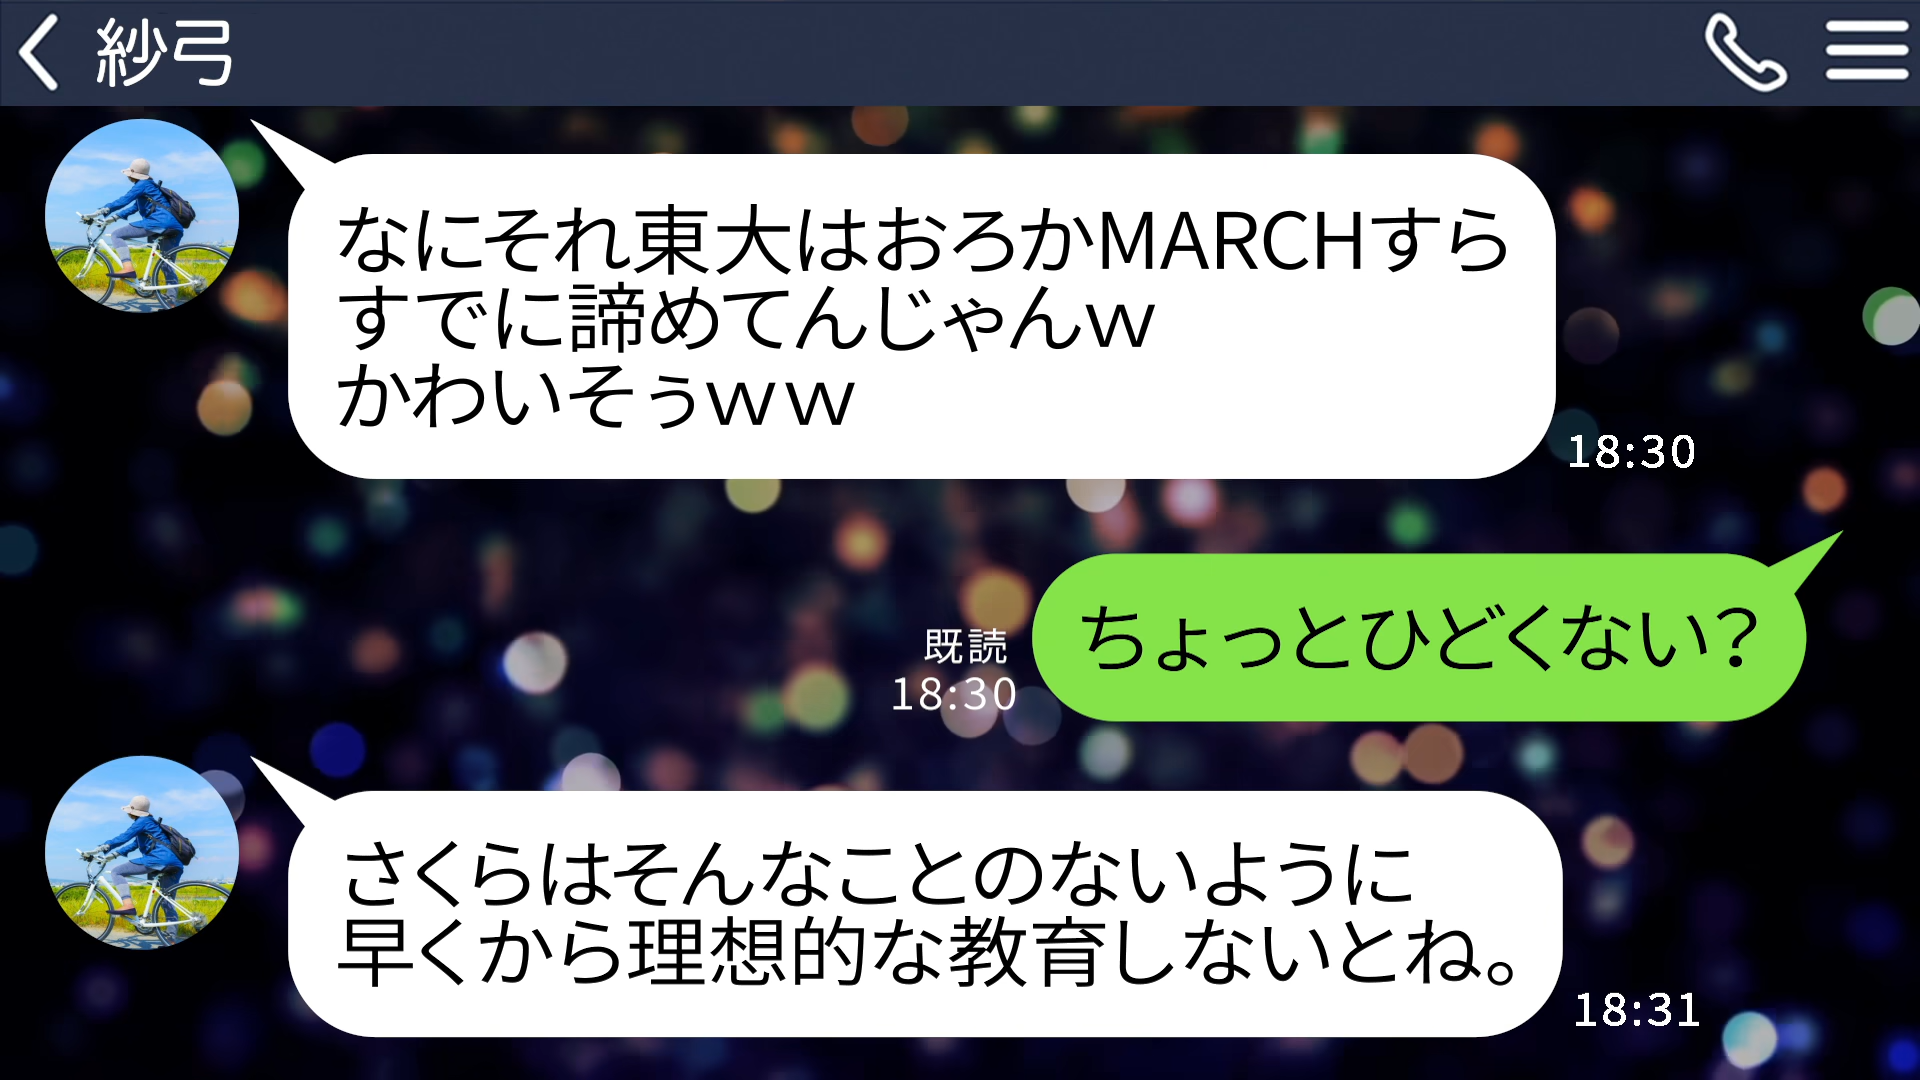 紗弓
なにそれ東大はおろかMARCHすら
すでに諦めてんじゃんｗ
かわいそぅｗｗ
18:30
ちょっとひどくない？
既読
18:30
さくらはそんなことのないように
早くから理想的な教育しないとね。
18:31